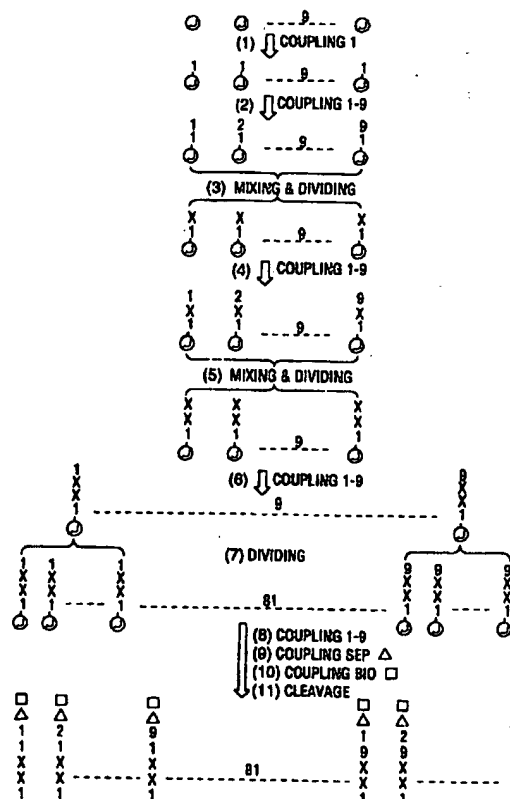 9
(1) COUPLING 1
1 1 9 1
(2) COUPLING 1-9
1 2 9
1 1 9 1
(3) MIXING & DIVIDING
X X X
1 1 9 1
(4) COUPLING 1-9
1 2 9
X X X
1 1 9 1
(5) MIXING & DIVIDING
X X X
X X X
1 1 9 1
(6) COUPLING 1-9
1 9
X X
X X
1 9 1
(7) DIVIDING
1 1 1 9 9 9
X X X X X X
X X X X X X
1 1 1 81 1 1 1
(8) COUPLING 1-9
(9) COUPLING SEP △
(10) COUPLING BIO □
(11) CLEAVAGE
1 2 9 1 2
1 1 1 9 9
X X X X X
X X X 81 X X
1 1 1 1 1